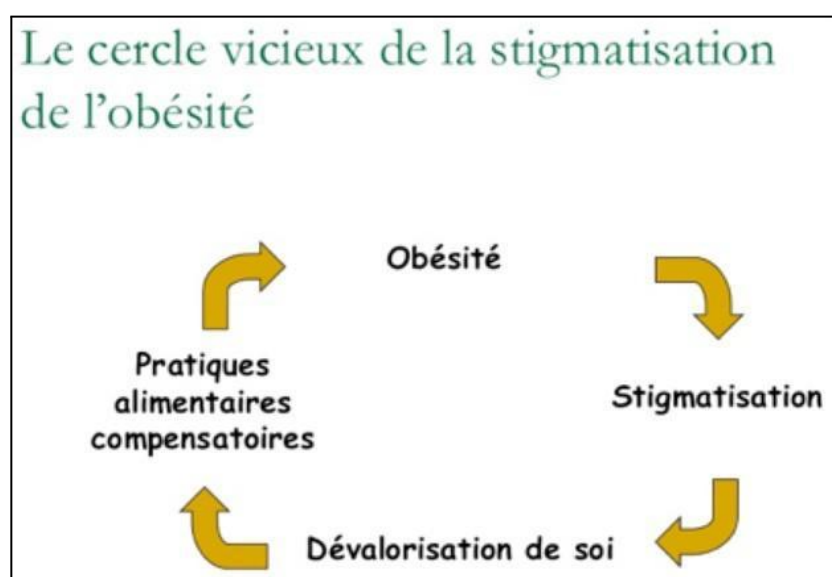 Le cercle vicieux de la stigmatisation
de l'obésité
Obésité
Stigmatisation
Dévalorisation de soi
Pratiques
alimentaires
compensatoires